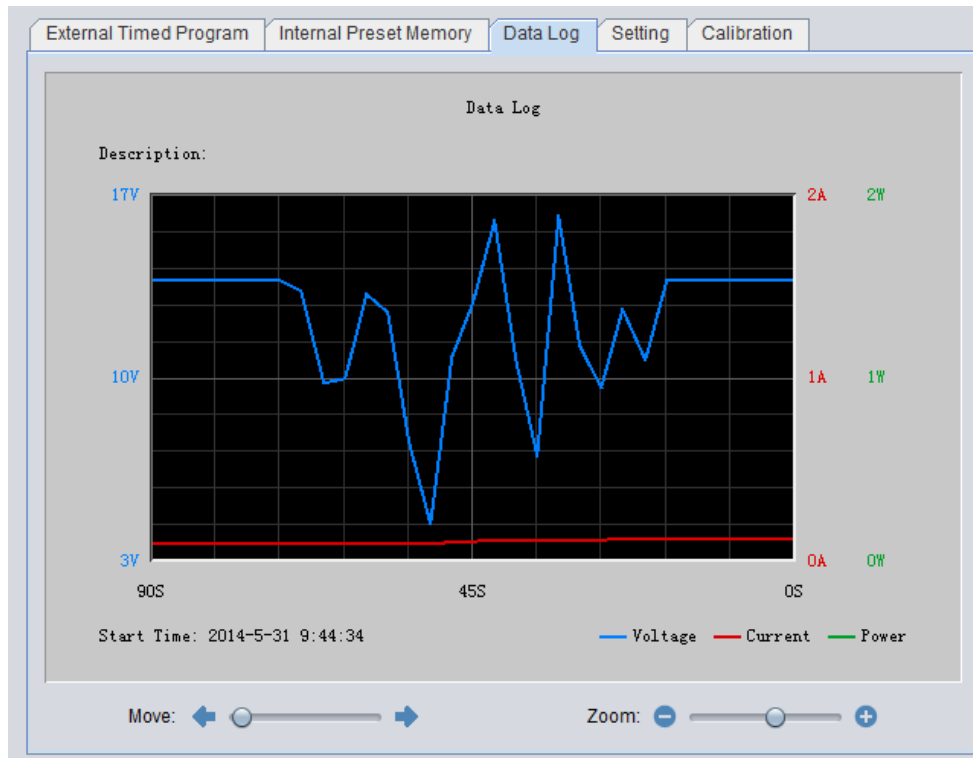 External Timed Program Internal Preset Memory Data Log Setting Calibration
Data Log
Description:
17V 2A 2W
10V 1A 1W
3V 0A 0W
90S 45S 0S
Start Time: 2014-5-31 9:44:34 Voltage Current Power
Move: Zoom: